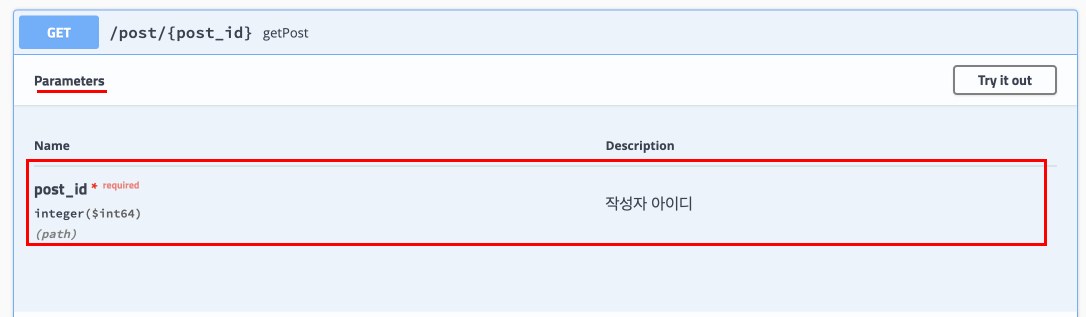 GET /post/{post_id} getPost
Parameters Try it out
Name Description
post_id * required
integer($int64) 작성자 아이디
(path)